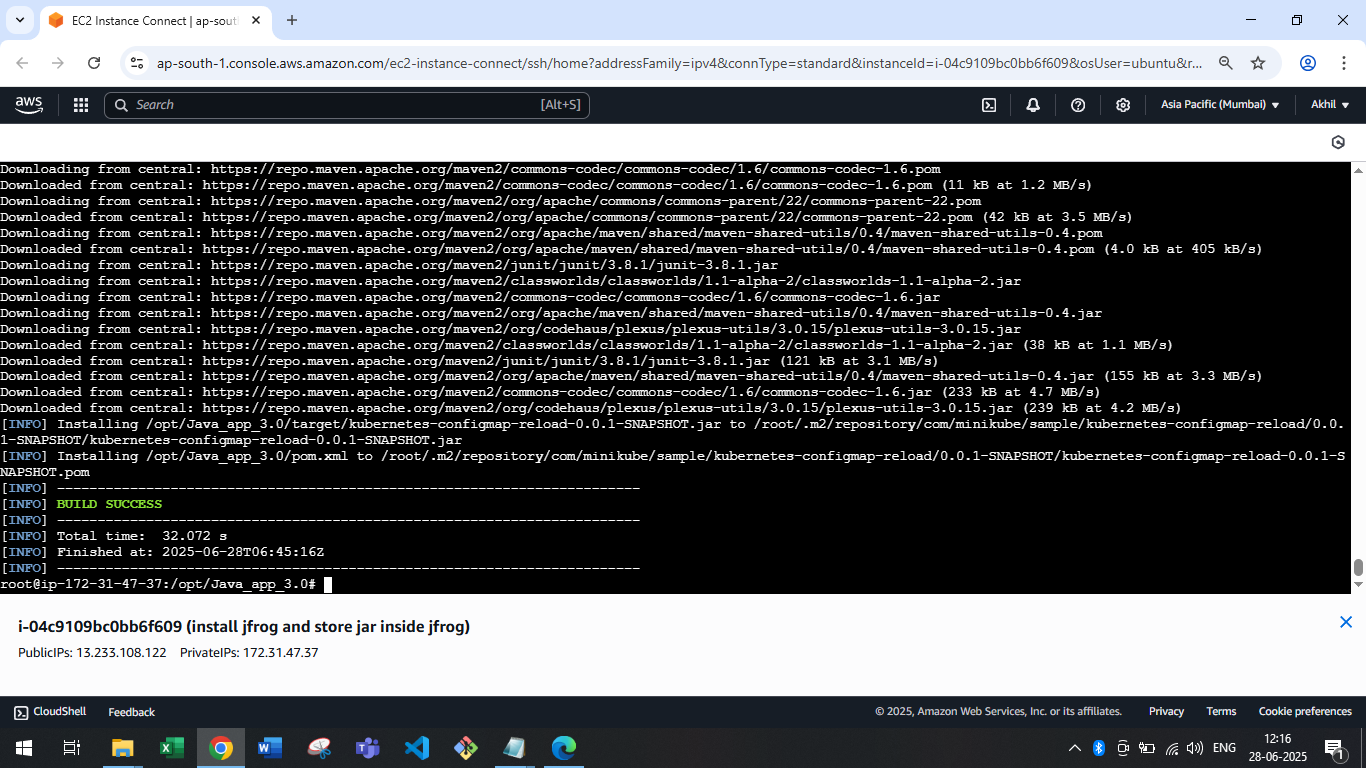 EC2 Instance Connect | ap-sout
ap-south-1.console.aws.amazon.com/ec2-instance-connect/ssh/home?addressFamily=ipv4&connType=standard&instanceId=i-04c9109bc0bb6f609&osUser=ubuntu&r...
aws
Search
[Alt+S]
Asia Pacific (Mumbai)
Akhil
Downloading from central: https://repo.maven.apache.org/maven2/commons-codec/commons-codec/1.6/commons-codec-1.6.pom
Downloaded from central: https://repo.maven.apache.org/maven2/commons-codec/commons-codec/1.6/commons-codec-1.6.pom (11 kB at 1.2 MB/s)
Downloading from central: https://repo.maven.apache.org/maven2/org/apache/commons/commons-parent/22/commons-parent-22.pom
Downloaded from central: https://repo.maven.apache.org/maven2/org/apache/commons/commons-parent/22/commons-parent-22.pom (42 kB at 3.5 MB/s)
Downloading from central: https://repo.maven.apache.org/maven2/org/apache/maven/shared/maven-shared-utils/0.4/maven-shared-utils-0.4.pom
Downloaded from central: https://repo.maven.apache.org/maven2/org/apache/maven/shared/maven-shared-utils/0.4/maven-shared-utils-0.4.pom (4.0 kB at 405 kB/s)
Downloading from central: https://repo.maven.apache.org/maven2/junit/junit/3.8.1/junit-3.8.1.jar
Downloading from central: https://repo.maven.apache.org/maven2/classworlds/classworlds/1.1-alpha-2/classworlds-1.1-alpha-2.jar
Downloading from central: https://repo.maven.apache.org/maven2/commons-codec/commons-codec/1.6/commons-codec-1.6.jar
Downloading from central: https://repo.maven.apache.org/maven2/org/apache/maven/shared/maven-shared-utils/0.4/maven-shared-utils-0.4.jar
Downloading from central: https://repo.maven.apache.org/maven2/org/codehaus/plexus/plexus-utils/3.0.15/plexus-utils-3.0.15.jar
Downloaded from central: https://repo.maven.apache.org/maven2/classworlds/classworlds/1.1-alpha-2/classworlds-1.1-alpha-2.jar (38 kB at 1.1 MB/s)
Downloaded from central: https://repo.maven.apache.org/maven2/junit/junit/3.8.1/junit-3.8.1.jar (121 kB at 3.1 MB/s)
Downloaded from central: https://repo.maven.apache.org/maven2/org/apache/maven/shared/maven-shared-utils/0.4/maven-shared-utils-0.4.jar (155 kB at 3.3 MB/s)
Downloaded from central: https://repo.maven.apache.org/maven2/commons-codec/commons-codec/1.6/commons-codec-1.6.jar (233 kB at 4.7 MB/s)
Downloaded from central: https://repo.maven.apache.org/maven2/org/codehaus/plexus/plexus-utils/3.0.15/plexus-utils-3.0.15.jar (239 kB at 4.2 MB/s)
[INFO] Installing /opt/Java_app_3.0/target/kubernetes-configmap-reload-0.0.1-SNAPSHOT.jar to /root/.m2/repository/com/minikube/sample/kubernetes-configmap-reload/0.0.
1-SNAPSHOT/kubernetes-configmap-reload-0.0.1-SNAPSHOT.jar
[INFO] Installing /opt/Java_app_3.0/pom.xml to /root/.m2/repository/com/minikube/sample/kubernetes-configmap-reload/0.0.1-SNAPSHOT/kubernetes-configmap-reload-0.0.1-S
NAPSHOT.pom
[INFO] ------------------------------------------------------------------------
[INFO] BUILD SUCCESS
[INFO] ------------------------------------------------------------------------
[INFO] Total time:  32.072 s
[INFO] Finished at: 2025-06-28T06:45:16Z
[INFO] ------------------------------------------------------------------------
root@ip-172-31-47-37:/opt/Java_app_3.0#
i-04c9109bc0bb6f609 (install jfrog and store jar inside jfrog)
PublicIPs: 13.233.108.122 PrivateIPs: 172.31.47.37
CloudShell
Feedback
© 2025, Amazon Web Services, Inc. or its affiliates.
Privacy
Terms
Cookie preferences
ENG
12:16
28-06-2025
1